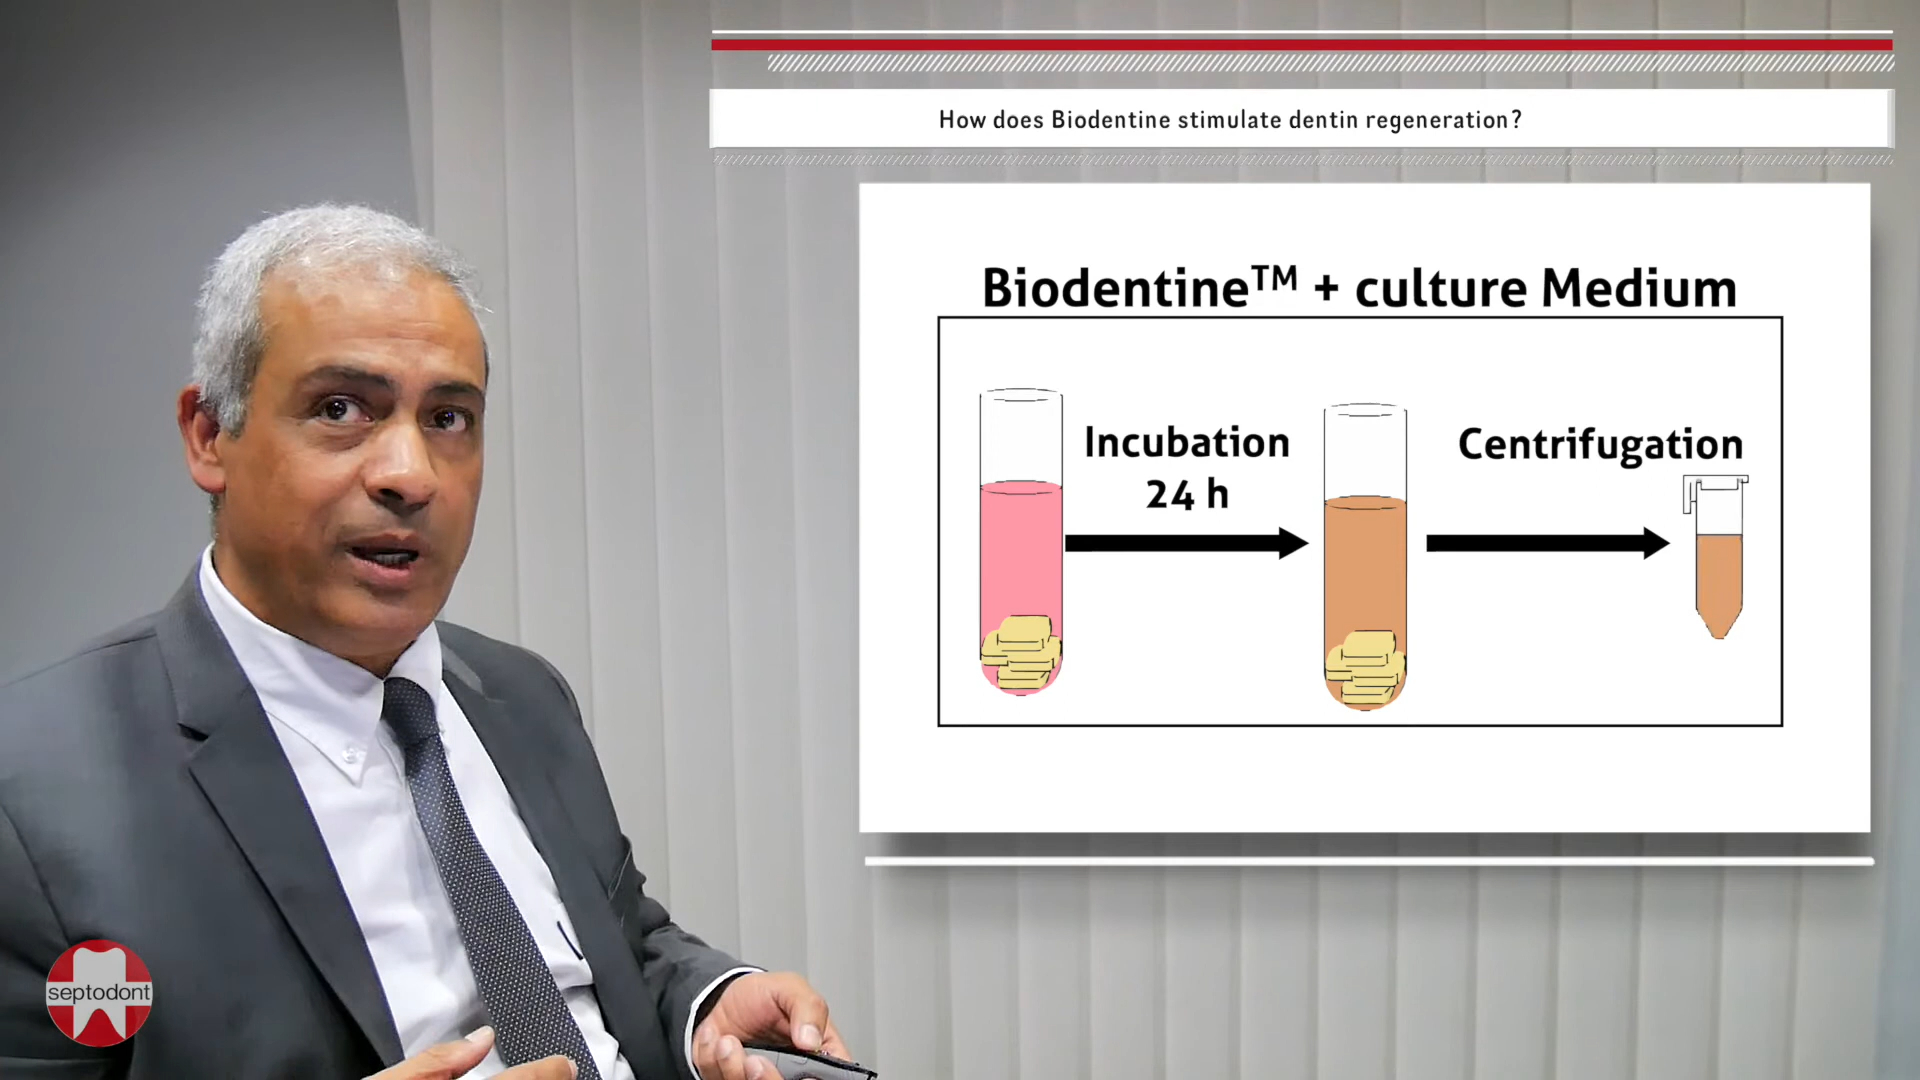 How does Biodentine stimulate dentin regeneration?
Biodentine™ + culture Medium
Incubation
24 h
Centrifugation
septodont